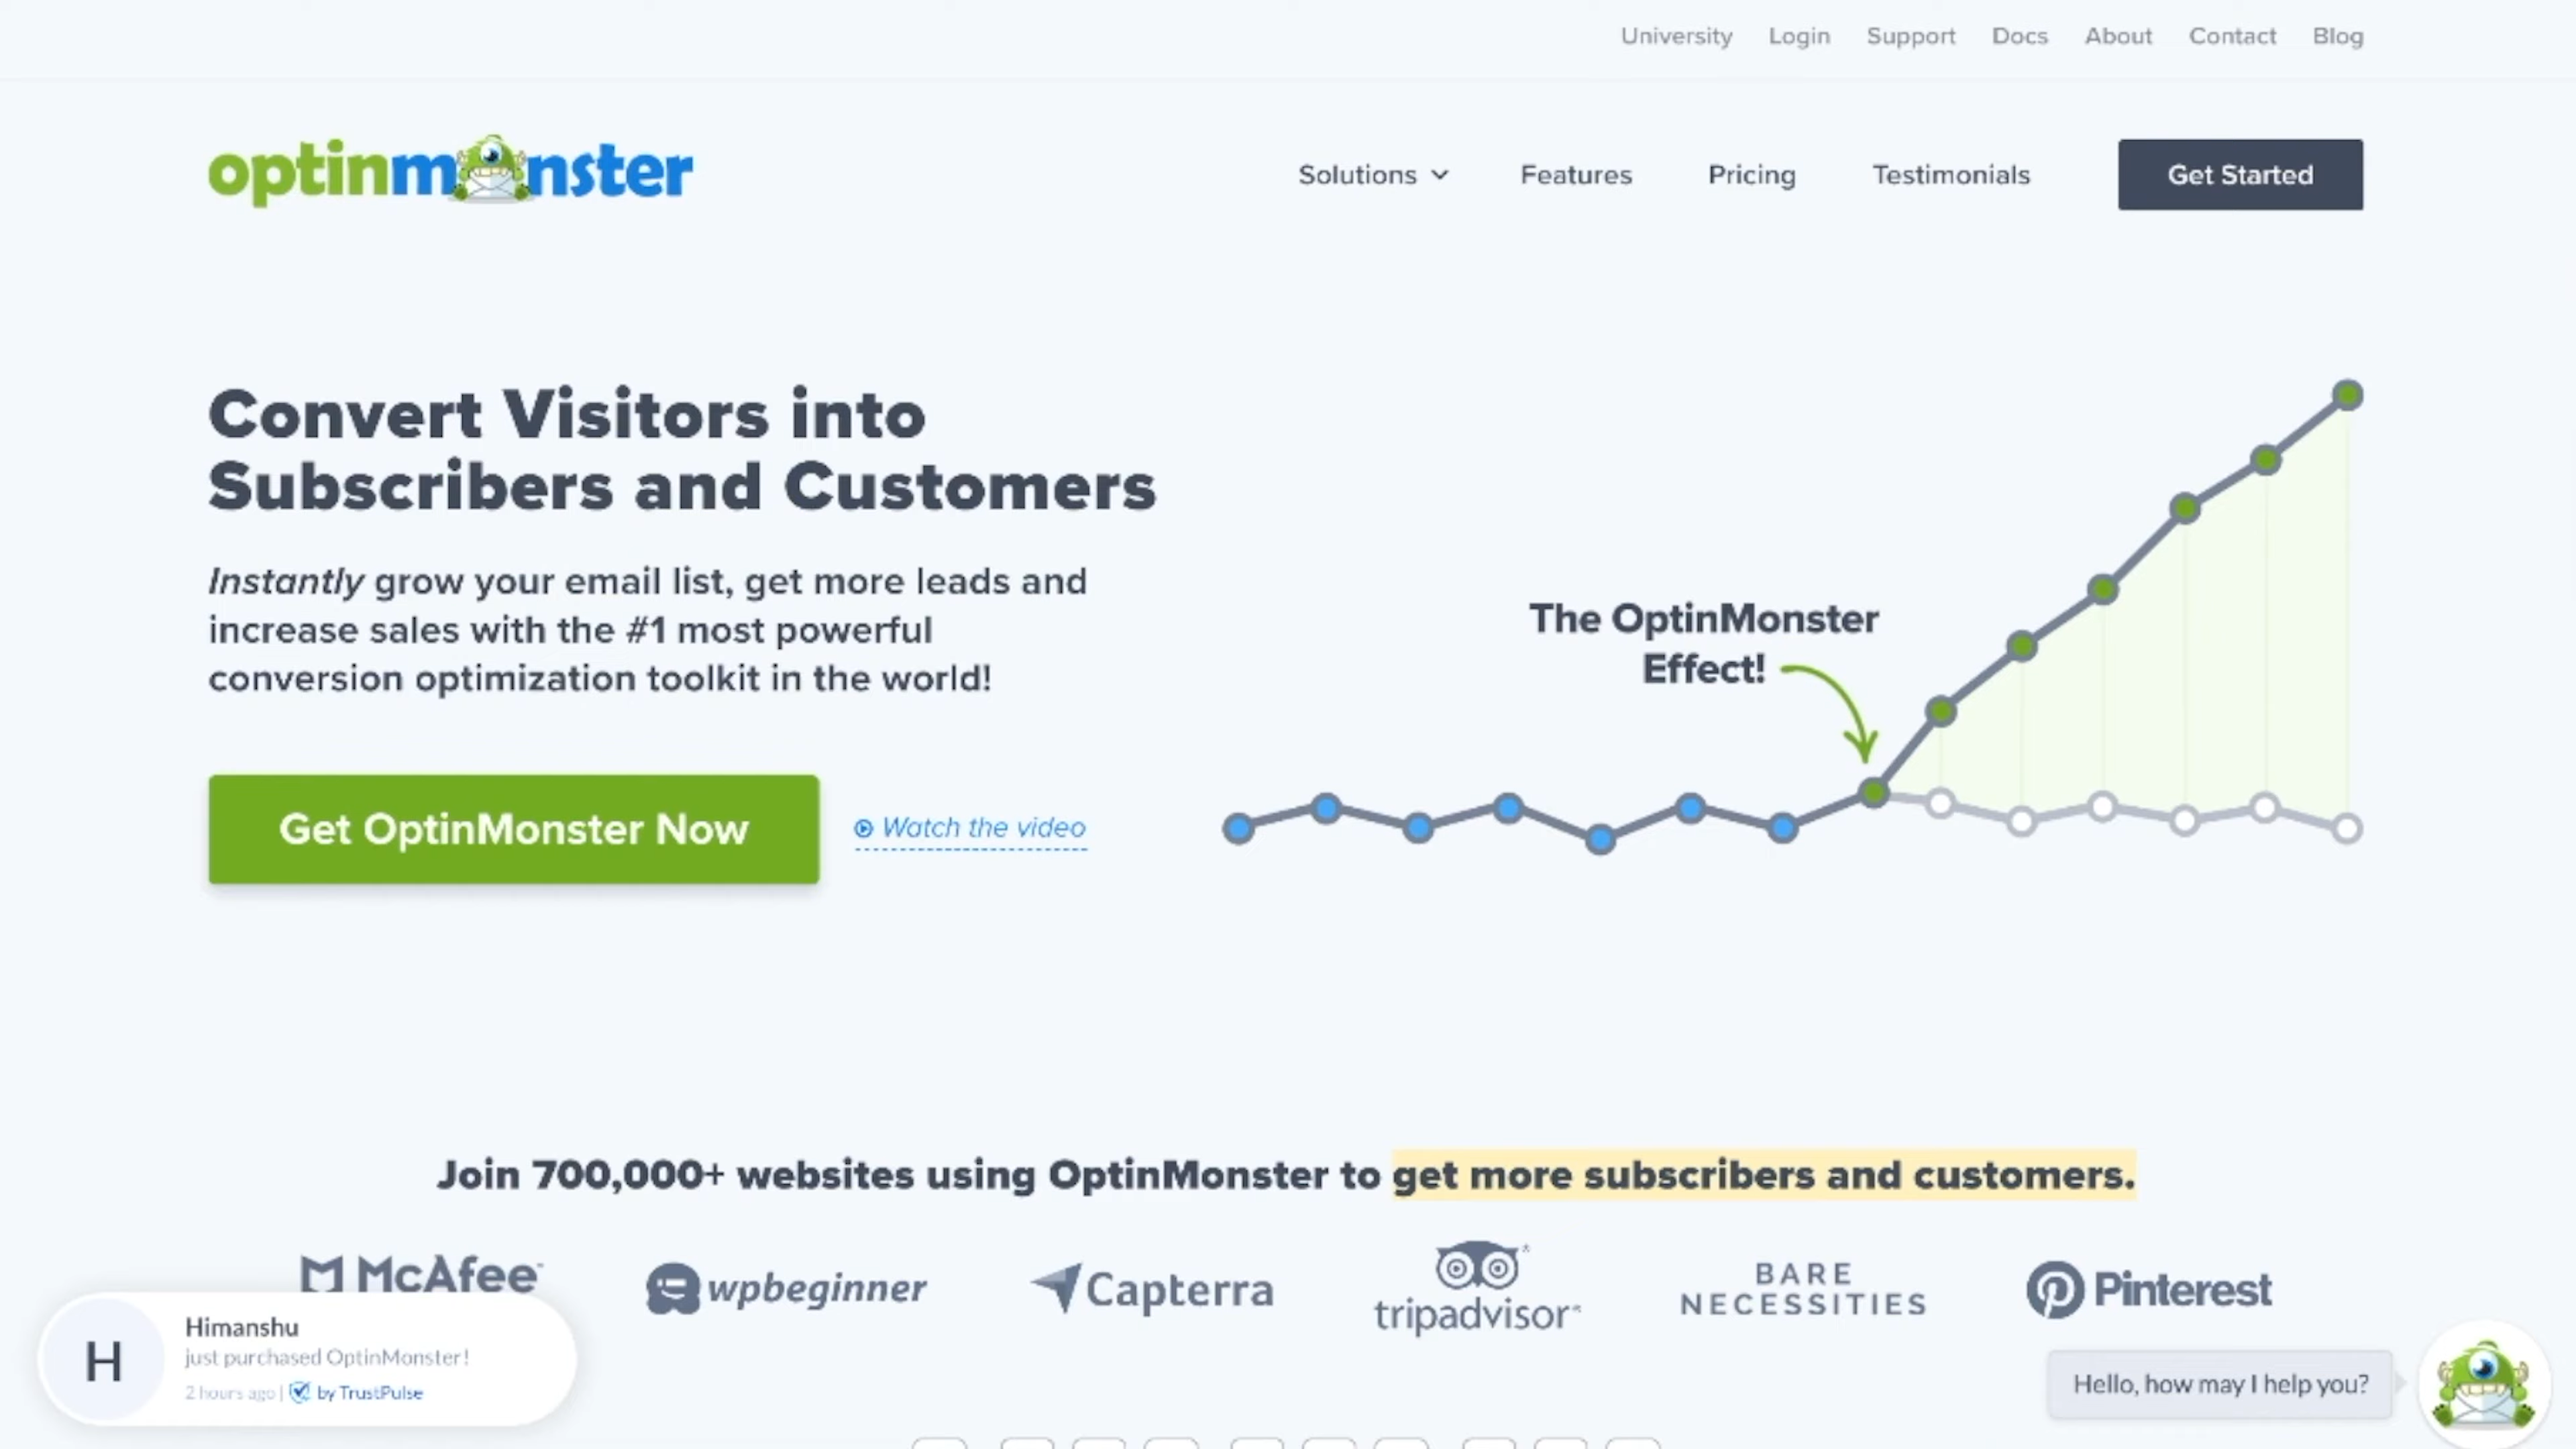 University Login Support Docs About Contact Blog
optinmonster
Solutions Features Pricing Testimonials Get Started
Convert Visitors into
Subscribers and Customers
Instantly grow your email list, get more leads and
increase sales with the #1 most powerful
conversion optimization toolkit in the world!
Get OptinMonster Now
Watch the video
The OptinMonster
Effect!
Join 700,000+ websites using OptinMonster to get more subscribers and customers.
McAfee
wpbeginner
Capterra
tripadvisor
BARE
NECESSITIES
Pinterest
H
Himanshu
just purchased OptinMonster!
2 hours ago | by TrustPulse
Hello, how may I help you?